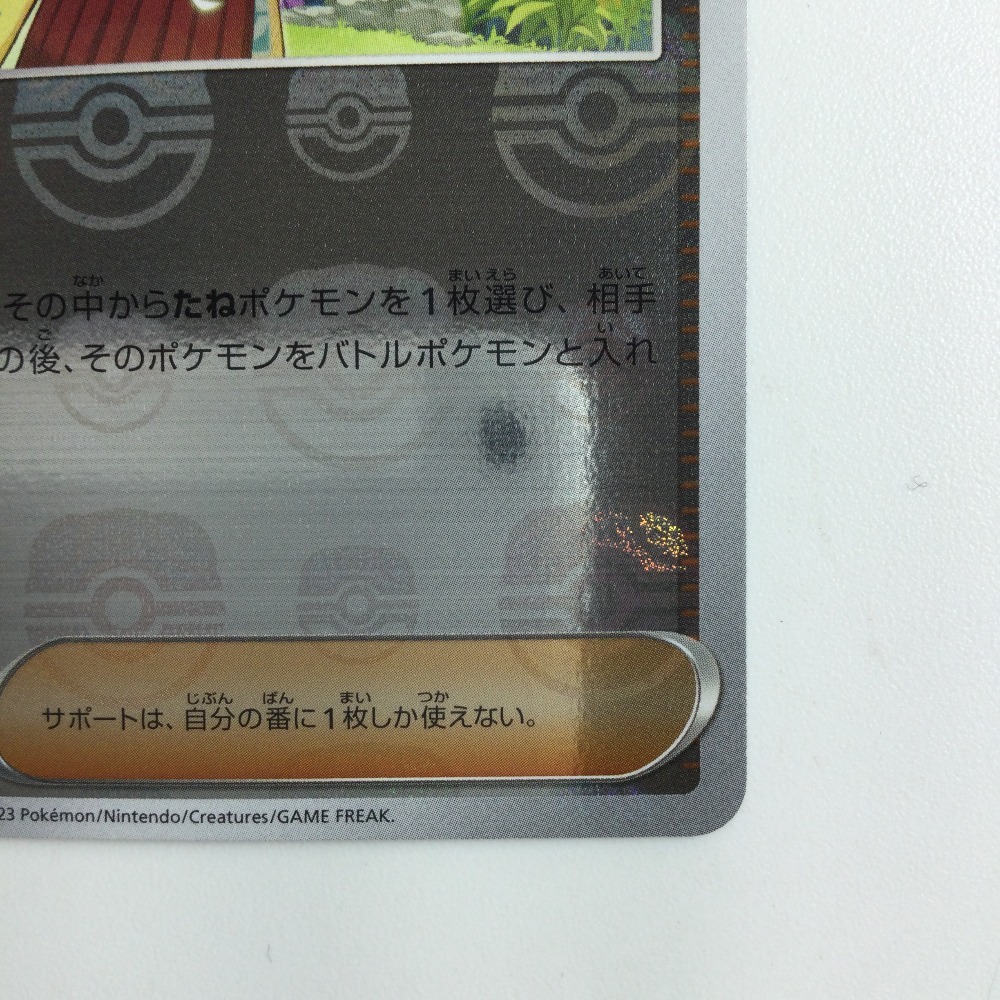 その中からたねポケモンを1枚選び、相手
の後、そのポケモンをバトルポケモンと入れ
サポートは、自分の番に1枚しか使えない。
23 Pokémon/Nintendo/Creatures/GAME FREAK.